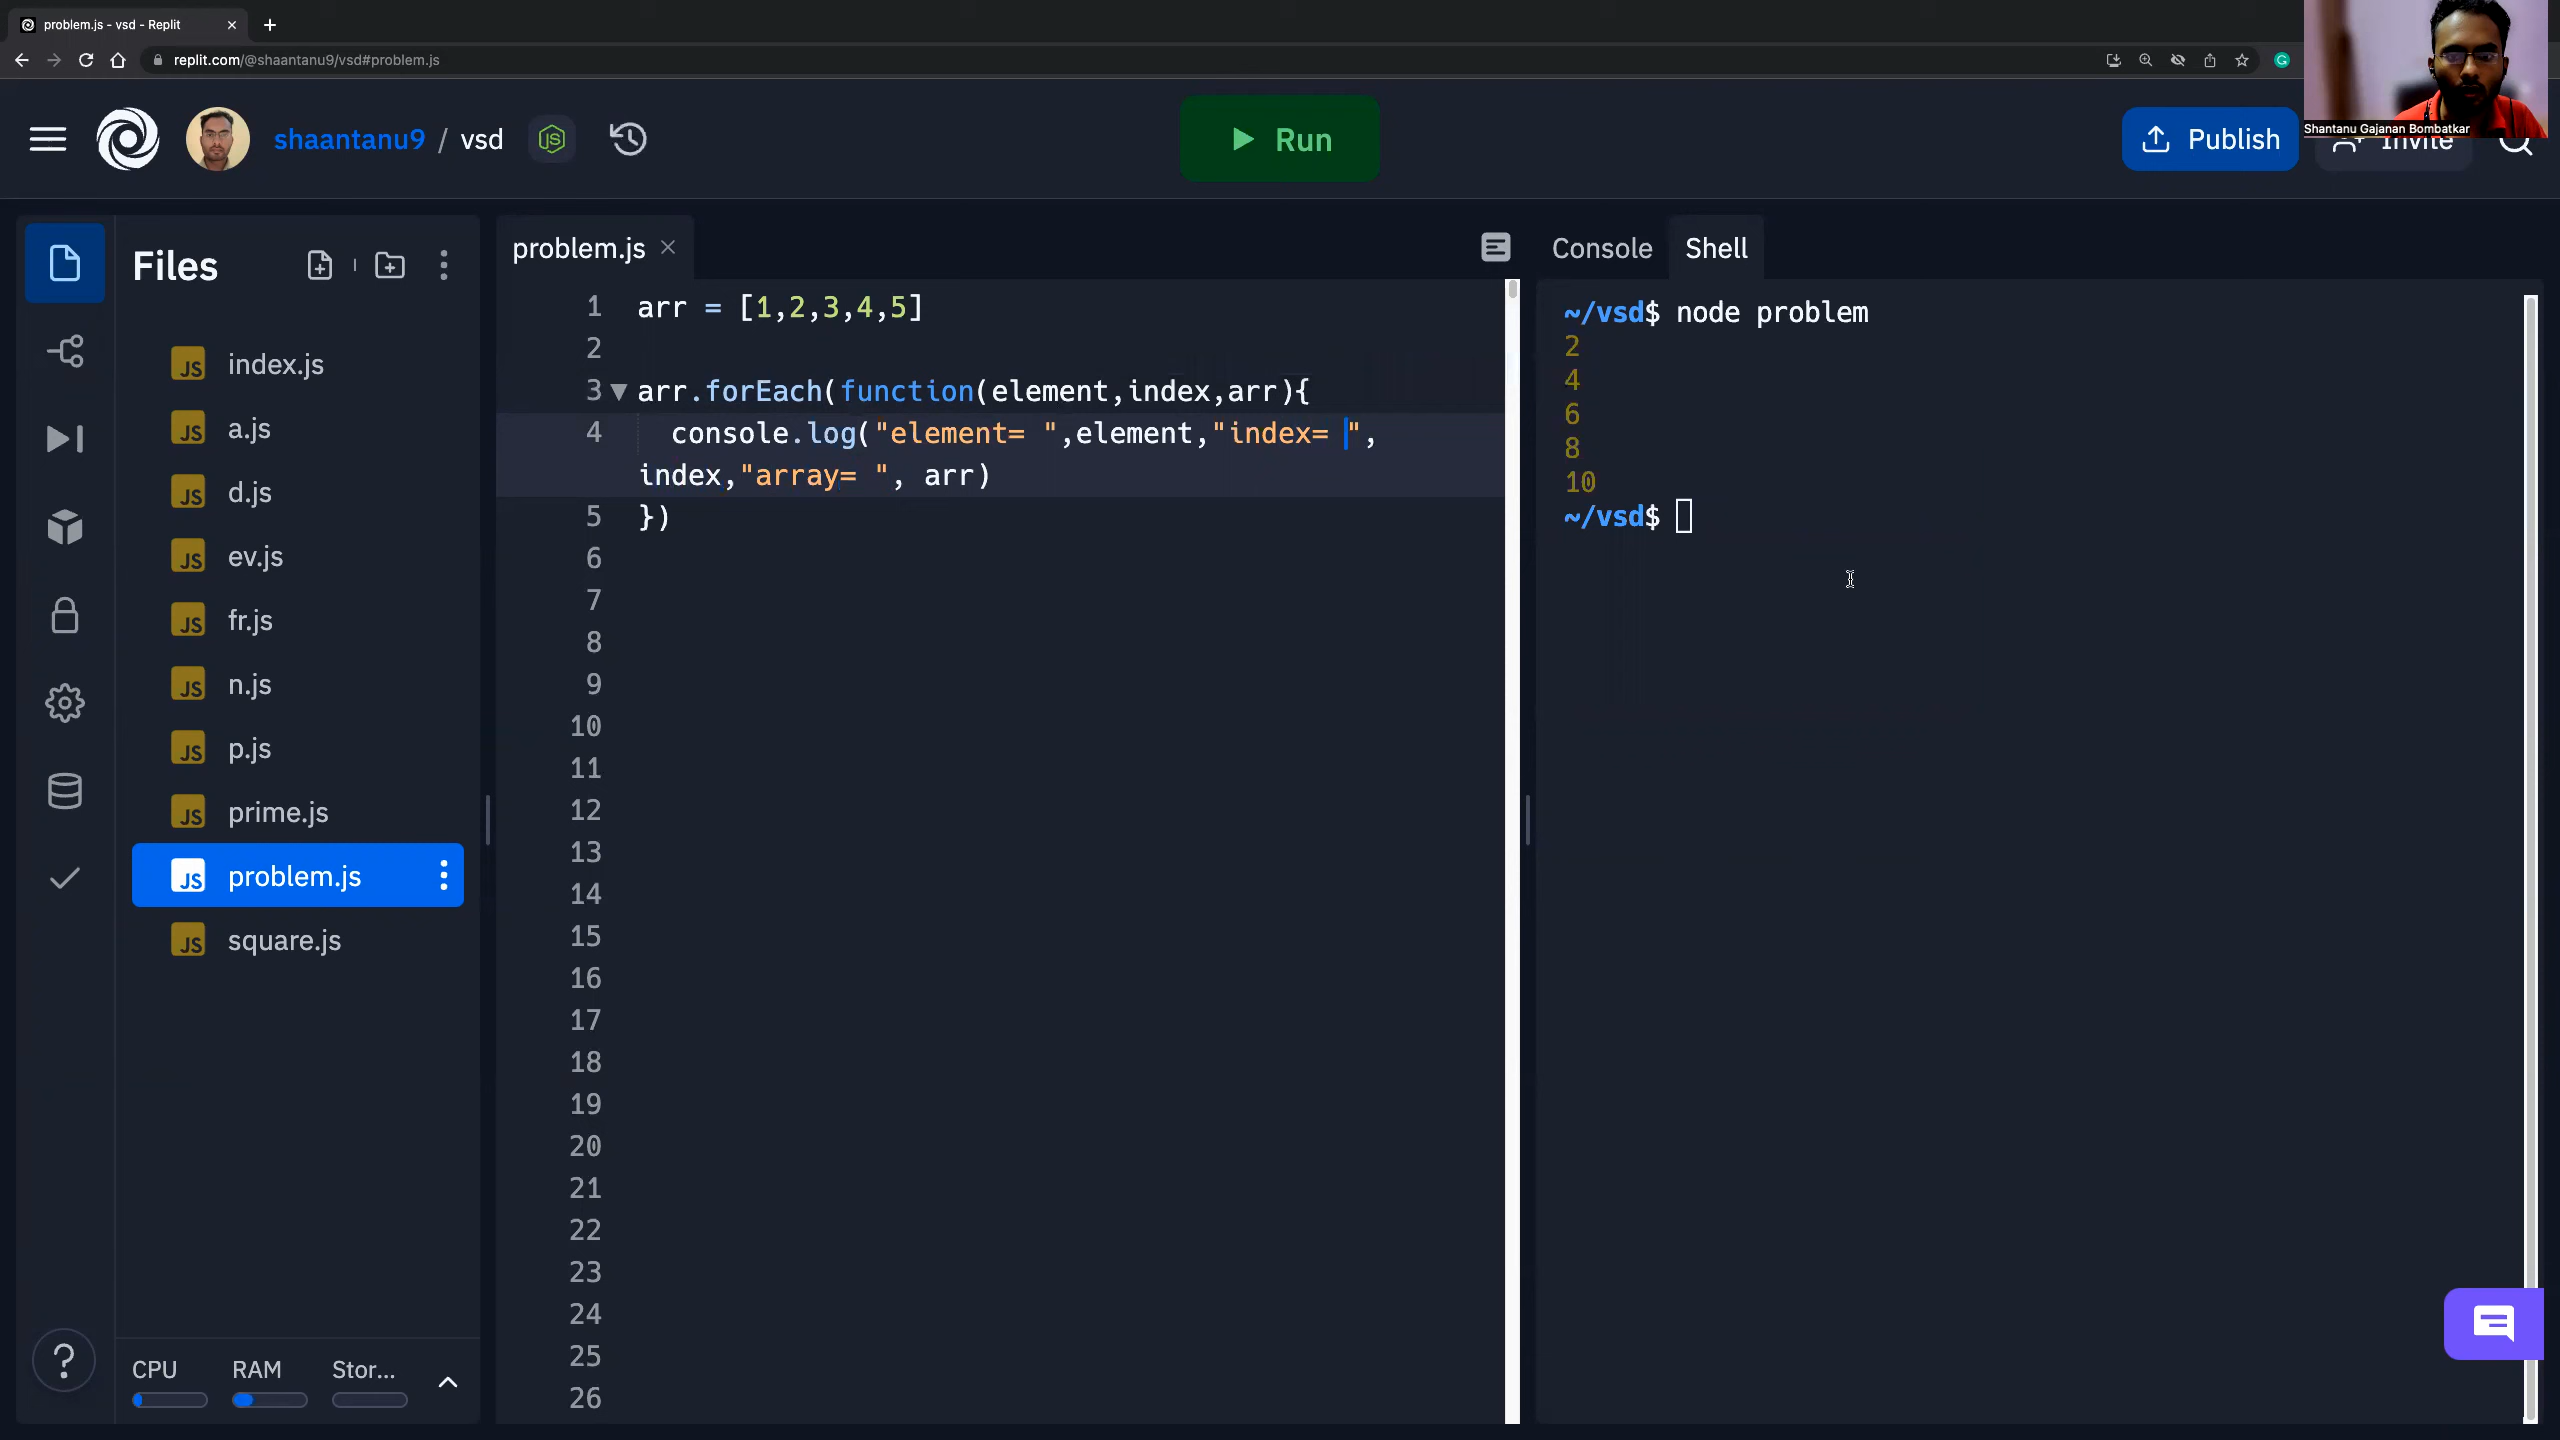 problem.js - vsd - Replit
replit.com/@shaantanu9/vsd#problem.js
Shantanu Gajanan Bombatkar
shaantanu9 / vsd
Run
Publish
Invite
Files
index.js
a.js
d.js
ev.js
fr.js
n.js
p.js
prime.js
problem.js
square.js
CPU
RAM
Stor...
problem.js
1 arr = [1,2,3,4,5]
2
3 arr.forEach(function(element,index,arr){
4 console.log("element= ",element,"index= ",
index,"array= ", arr)
5 })
6
7
8
9
10
11
12
13
14
15
16
17
18
19
20
21
22
23
24
25
26
Console
Shell
~/vsd$ node problem
2
4
6
8
10
~/vsd$